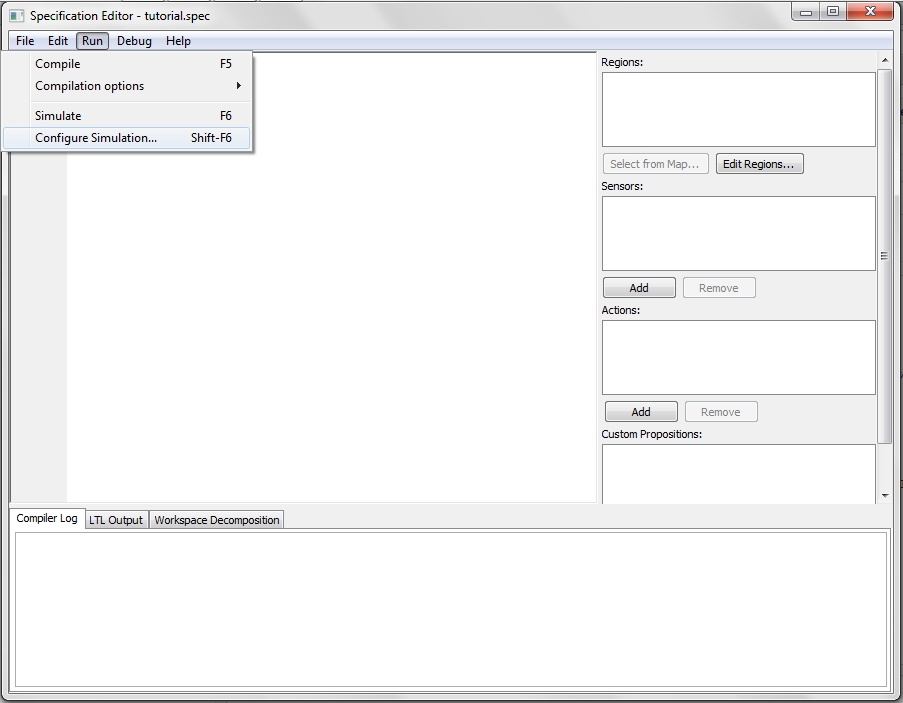 Specification Editor - tutorial.spec
File Edit Run Debug Help
Compile F5
Compilation options
Simulate F6
Configure Simulation... Shift-F6
Regions:
Select from Map... Edit Regions...
Sensors:
Add Remove
Actions:
Add Remove
Custom Propositions:
Compiler Log LTL Output Workspace Decomposition